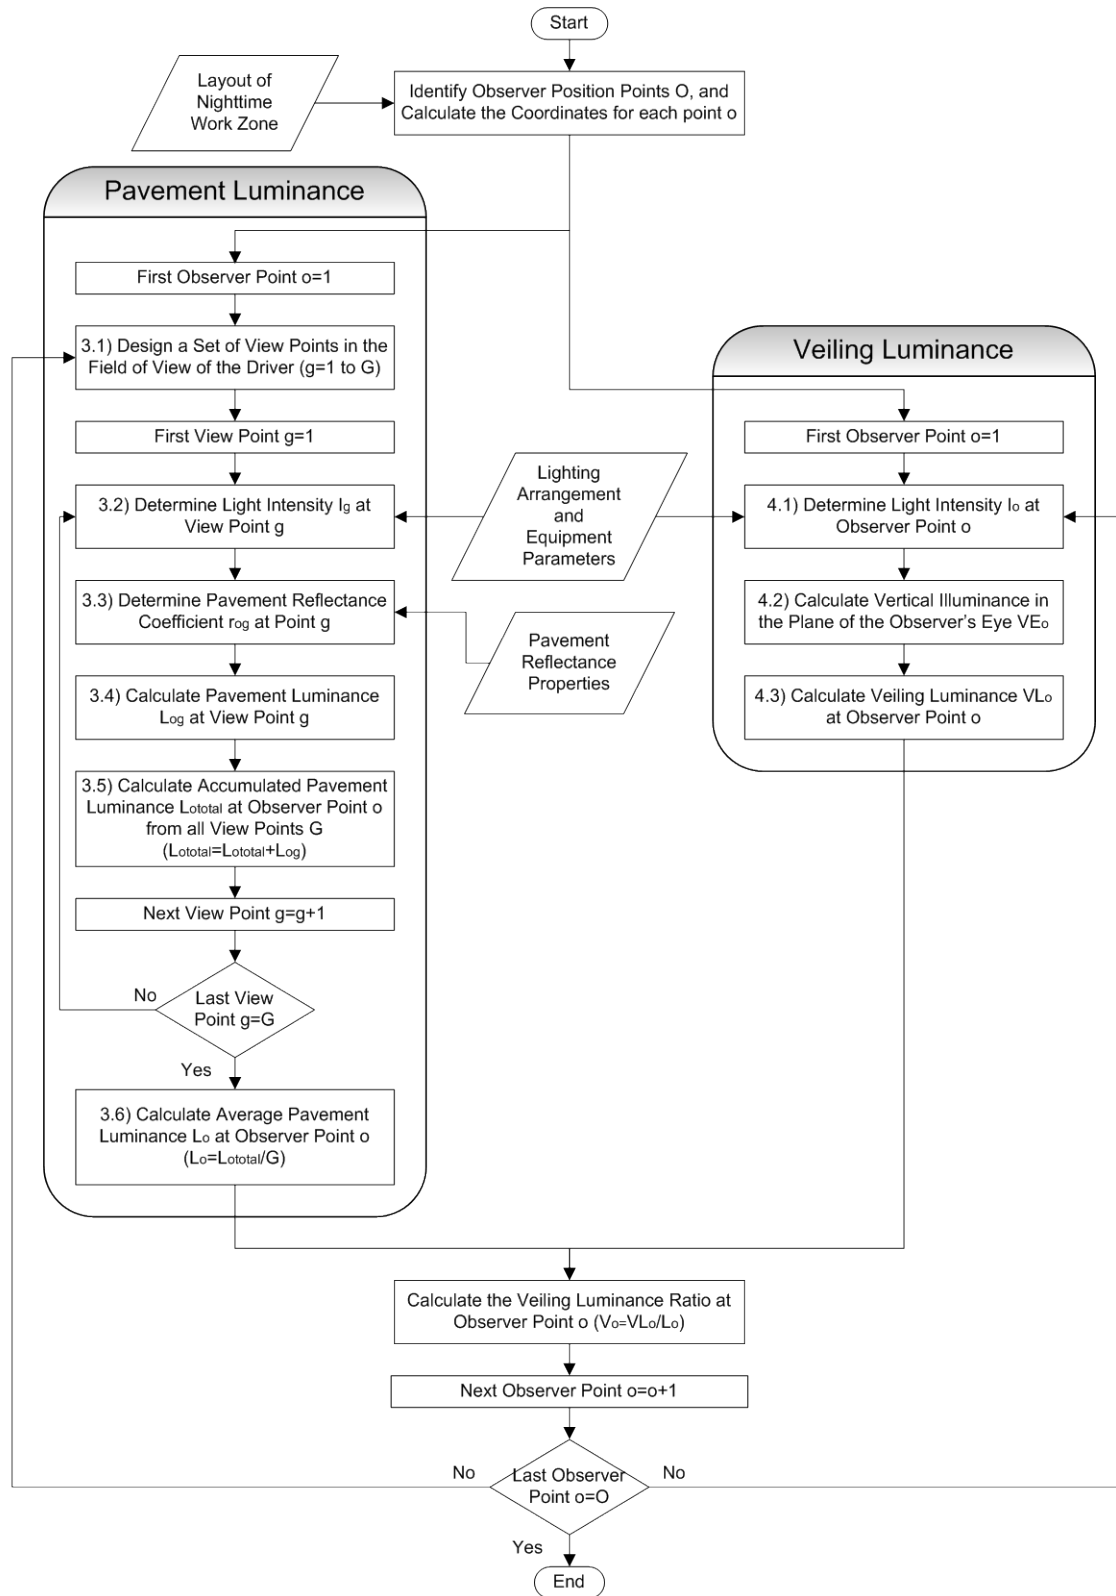 Start
Layout of
Nighttime
Work Zone
Identify Observer Position Points O, and
Calculate the Coordinates for each point o
Pavement Luminance
First Observer Point o=1
3.1) Design a Set of View Points in the
Field of View of the Driver (g=1 to G)
First View Point g=1
3.2) Determine Light Intensity Ig at
View Point g
3.3) Determine Pavement Reflectance
Coefficient rog at Point g
3.4) Calculate Pavement Luminance
Log at View Point g
3.5) Calculate Accumulated Pavement
Luminance Lototal at Observer Point o
from all View Points G
(Lototal=Lototal+Log)
Next View Point g=g+1
No
Last View
Point g=G
Yes
3.6) Calculate Average Pavement
Luminance Lo at Observer Point o
(Lo=Lototal/G)
Lighting
Arrangement
and
Equipment
Parameters
Pavement
Reflectance
Properties
Veiling Luminance
First Observer Point o=1
4.1) Determine Light Intensity Io at
Observer Point o
4.2) Calculate Vertical Illuminance in
the Plane of the Observer's Eye VEo
4.3) Calculate Veiling Luminance VLo
at Observer Point o
Calculate the Veiling Luminance Ratio at
Observer Point o (Vo=VLo/Lo)
Next Observer Point o=o+1
No
Last Observer
Point o=O
No
Yes
End